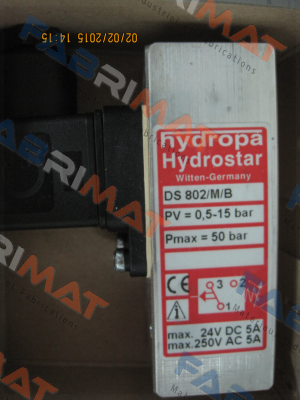 02/02/2015 14:15
FABRIMAT
hydropa
Hydrostar
Witten-Germany
DS 802/M/B
PV = 0,5-15 bar
Pmax = 50 bar
CE
3
2
1
max. 24V DC 5A
max. 250V AC 5A